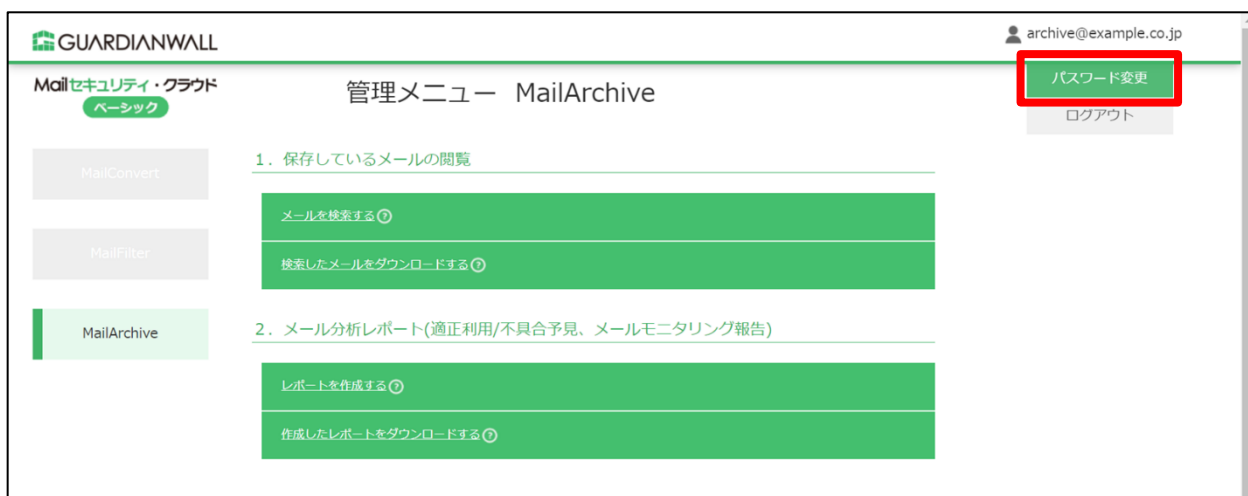 GUARDIANWALL
archive@example.co.jp
Mailセキュリティ・クラウド
ベーシック
管理メニュー MailArchive
パスワード変更
ログアウト
MailConvert
MailFilter
MailArchive
1. 保存しているメールの閲覧
メールを検索する?
検索したメールをダウンロードする?
2. メール分析レポート(適正利用/不具合予見、メールモニタリング報告)
レポートを作成する?
作成したレポートをダウンロードする?